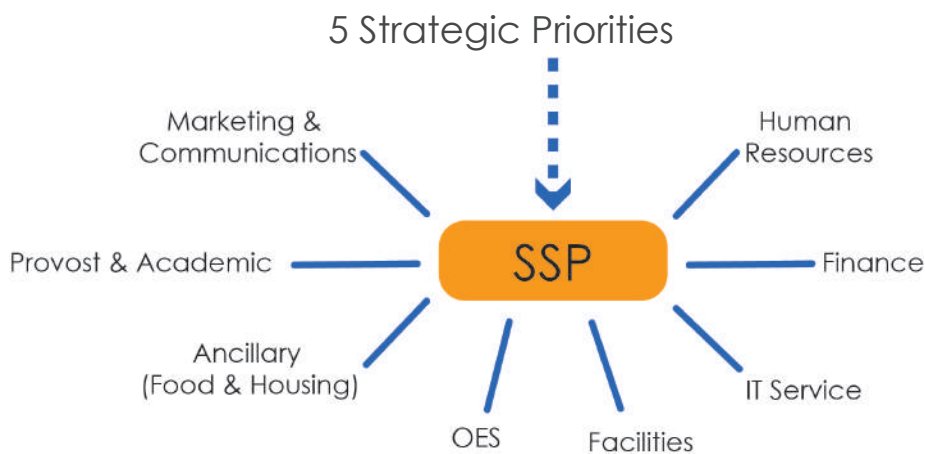 5 Strategic Priorities
Marketing &
Communications
Human
Resources
Provost & Academic
SSP
Finance
Ancillary
(Food & Housing)
IT Service
OES
Facilities